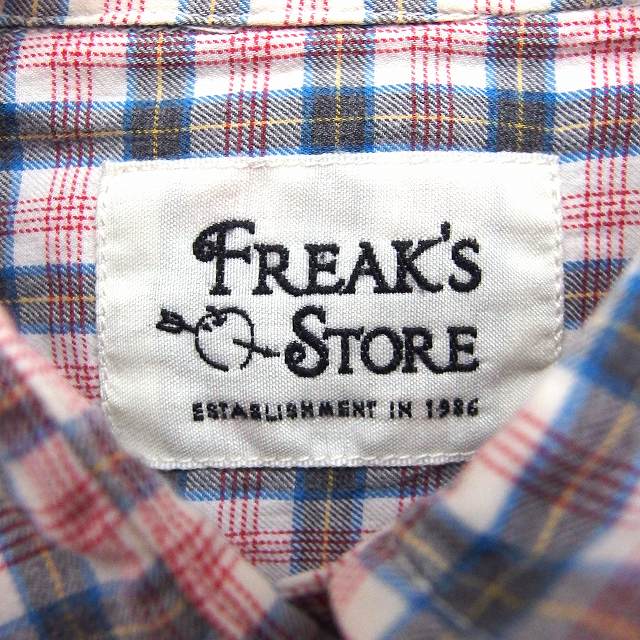 FREAK'S
STORE
ESTABLISHMENT IN 1986